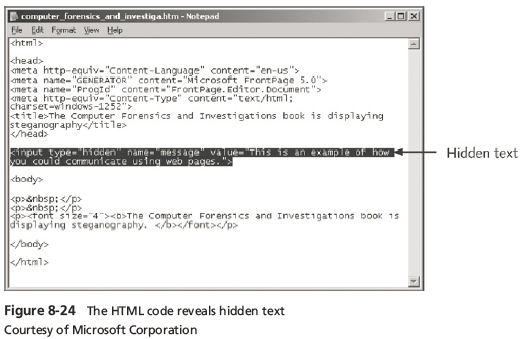 computer_forensics_and_investiga.htm - Notepad
File Edit Format View Help
<html>
<head>
<meta http-equiv="Content-Language" content="en-us">
<meta name="GENERATOR" content="Microsoft FrontPage 5.0">
<meta name="ProgId" content="FrontPage.Editor.Document">
<meta http-equiv="Content-Type" content="text/html;
charset=windows-1252">
<title>The Computer Forensics and Investigations book is displaying
steganography</title>
</head>
<input type="hidden" name="message" value="This is an example of how
you could communicate using web pages.">
Hidden text
<body>
<p>&nbsp;</p>
<p>&nbsp;</p>
<p><font size="4"><b>The Computer Forensics and Investigations book is
displaying steganography. </b></font></p>
</body>
</html>
Figure 8-24 The HTML code reveals hidden text
Courtesy of Microsoft Corporation